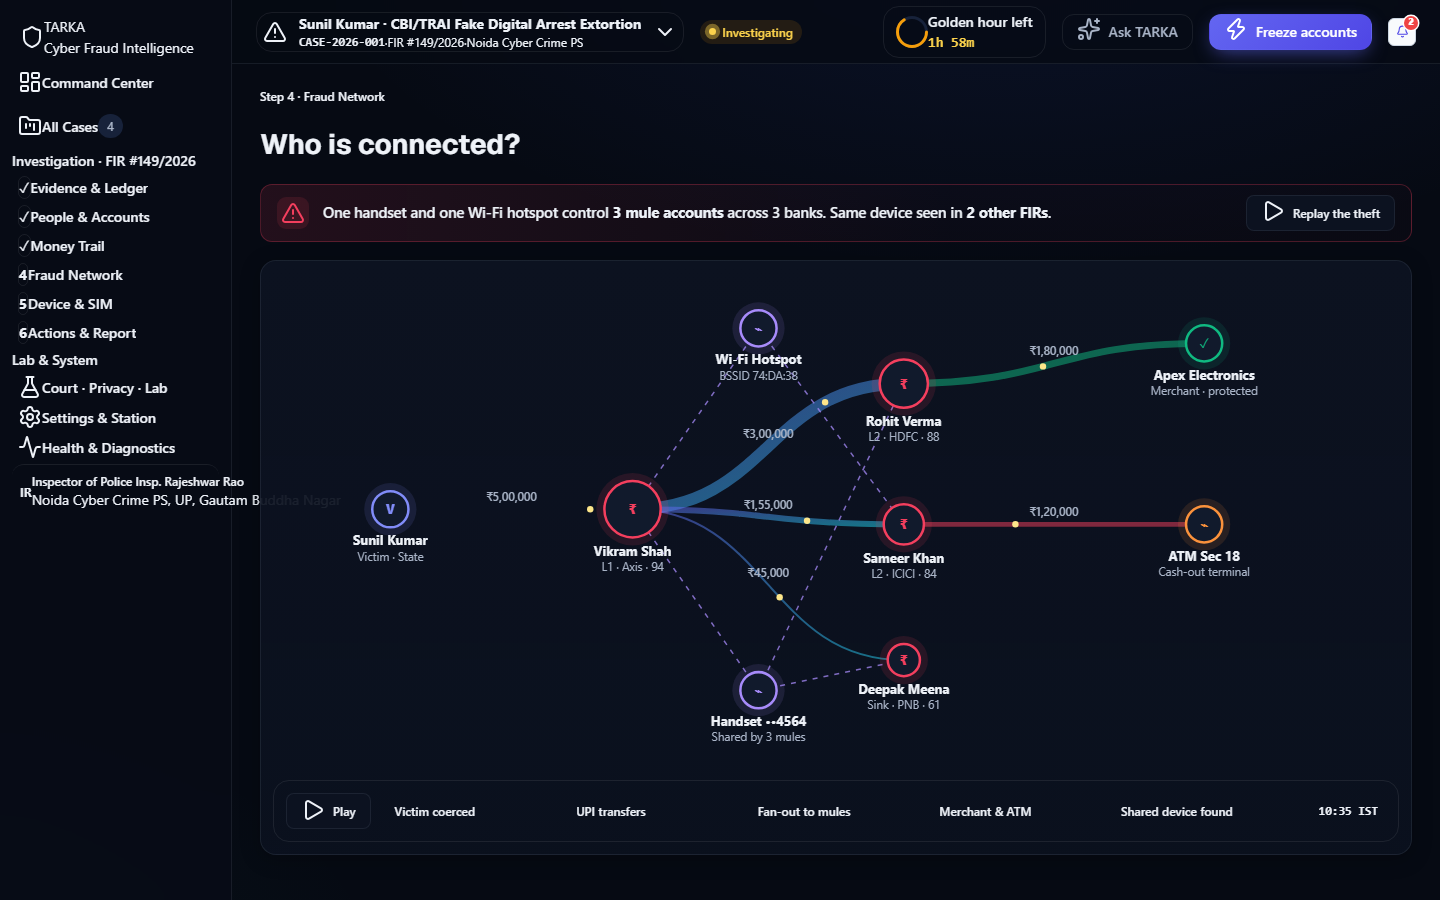 TARKA
Cyber Fraud Intelligence
Command Center
All Cases 4
Investigation · FIR #149/2026
✓Evidence & Ledger
✓People & Accounts
✓Money Trail
4Fraud Network
5Device & SIM
6Actions & Report
Lab & System
Court · Privacy · Lab
Settings & Station
Health & Diagnostics
IR
Inspector of Police Insp. Rajeshwar Rao
Noida Cyber Crime PS, UP, Gautam Buddha Nagar
Sunil Kumar · CBI/TRAI Fake Digital Arrest Extortion
CASE-2026-001·FIR #149/2026·Noida Cyber Crime PS
Investigating
Golden hour left
1h 58m
Ask TARKA
Freeze accounts
2
Step 4 · Fraud Network
Who is connected?
One handset and one Wi-Fi hotspot control 3 mule accounts across 3 banks. Same device seen in 2 other FIRs.
Replay the theft
Wi-Fi Hotspot
BSSID 74:DA:38
₹1,80,000
✓
Apex Electronics
Merchant · protected
₹
Rohit Verma
L2 · HDFC · 88
₹3,00,000
V
Sunil Kumar
Victim · State
₹5,00,000
₹
Vikram Shah
L1 · Axis · 94
₹1,55,000
₹
Sameer Khan
L2 · ICICI · 84
₹1,20,000
ATM Sec 18
Cash-out terminal
₹45,000
₹
Deepak Meena
Sink · PNB · 61
Handset ••4564
Shared by 3 mules
Play
Victim coerced
UPI transfers
Fan-out to mules
Merchant & ATM
Shared device found
10:35 IST